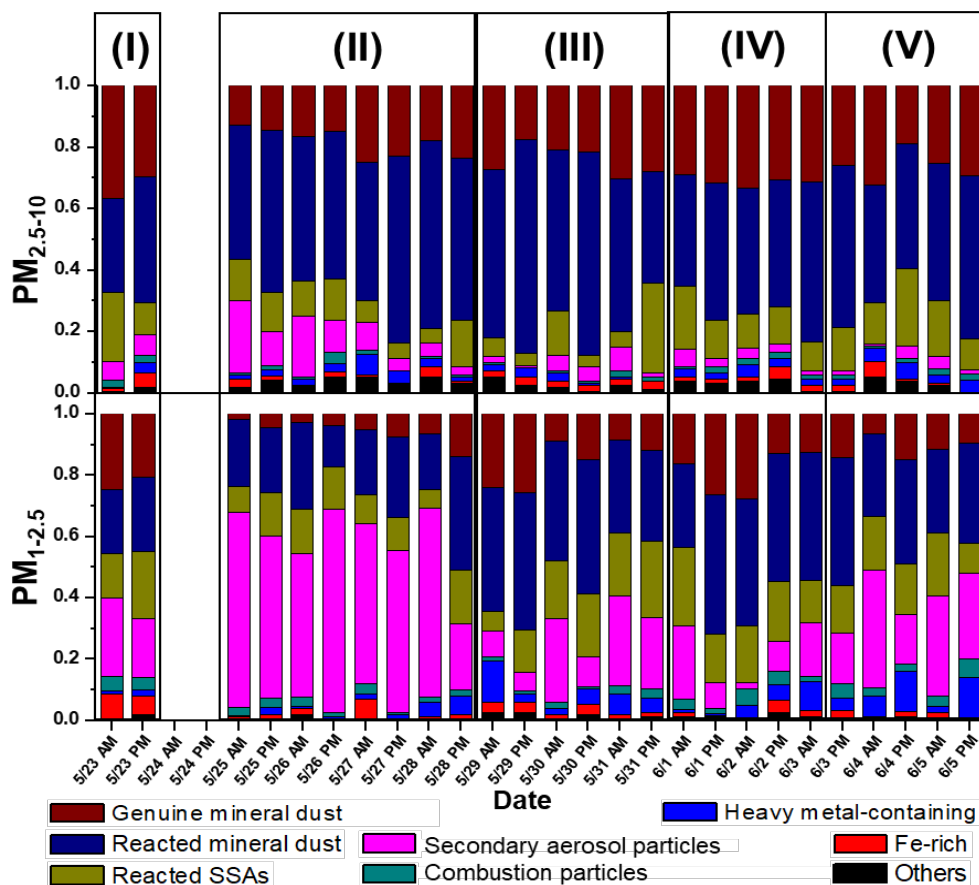 (I) (II) (III) (IV) (V)
PM2.5-10
1.0
0.8
0.6
0.4
0.2
0.0
PM1-2.5
1.0
0.8
0.6
0.4
0.2
0.0
5/23 AM 5/23 PM 5/24 AM 5/24 PM 5/25 AM 5/25 PM 5/26 AM 5/26 PM 5/27 AM 5/27 PM 5/28 AM 5/28 PM 5/29 AM 5/29 PM 5/30 AM 5/30 PM 5/31 AM 5/31 PM 6/1 AM 6/1 PM 6/2 AM 6/2 PM 6/3 AM 6/3 PM 6/4 AM 6/4 PM 6/5 AM 6/5 PM
Date
Genuine mineral dust Heavy metal-containing
Reacted mineral dust Secondary aerosol particles Fe-rich
Reacted SSAs Combustion particles Others